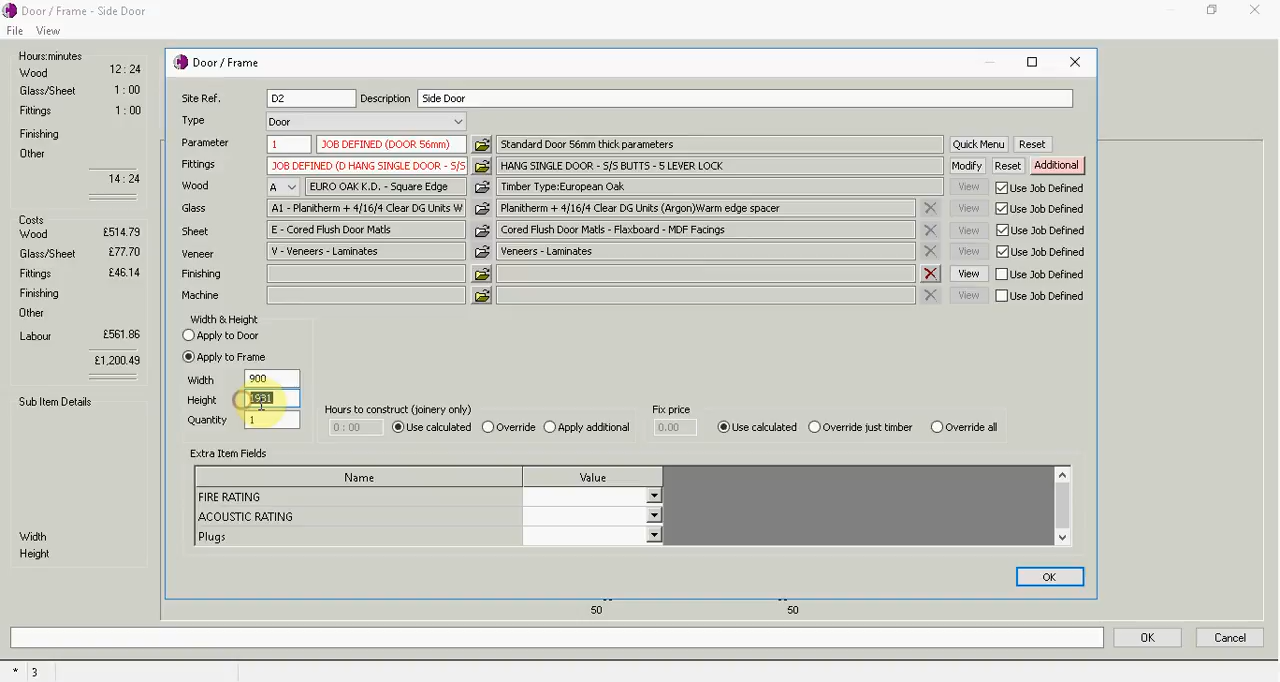 Door / Frame - Side Door
File View
Hours:minutes
Wood 12 : 24
Glass/Sheet 1 : 00
Fittings 1 : 00
Finishing
Other
14 : 24
Costs
Wood £514.79
Glass/Sheet £77.70
Fittings £46.14
Finishing
Other
Labour £561.86
£1,200.49
Sub Item Details
Width
Height
Door / Frame
Site Ref. D2 Description Side Door
Type Door
Parameter 1 JOB DEFINED (DOOR 56mm) Standard Door 56mm thick parameters Quick Menu Reset
Fittings JOB DEFINED (D HANG SINGLE DOOR - S/S HANG SINGLE DOOR - S/S BUTTS - 5 LEVER LOCK Modify Reset Additional
Wood A EURO OAK K.D. - Square Edge Timber Type:European Oak View Use Job Defined
Glass A1 - Planitherm + 4/16/4 Clear DG Units W Planitherm + 4/16/4 Clear DG Units (Argon)Warm edge spacer View Use Job Defined
Sheet E - Cored Flush Door Matls Cored Flush Door Matls - Flaxboard - MDF Facings View Use Job Defined
Veneer V - Veneers - Laminates Veneers - Laminates View Use Job Defined
Finishing View Use Job Defined
Machine View Use Job Defined
Width & Height
Apply to Door
Apply to Frame
Width 900
Height 1931
Quantity 1
Hours to construct (joinery only)
0 : 00 Use calculated Override Apply additional
Fix price
0.00 Use calculated Override just timber Override all
Extra Item Fields
Name Value
FIRE RATING
ACOUSTIC RATING
Plugs
OK
50 50
OK Cancel
* 3